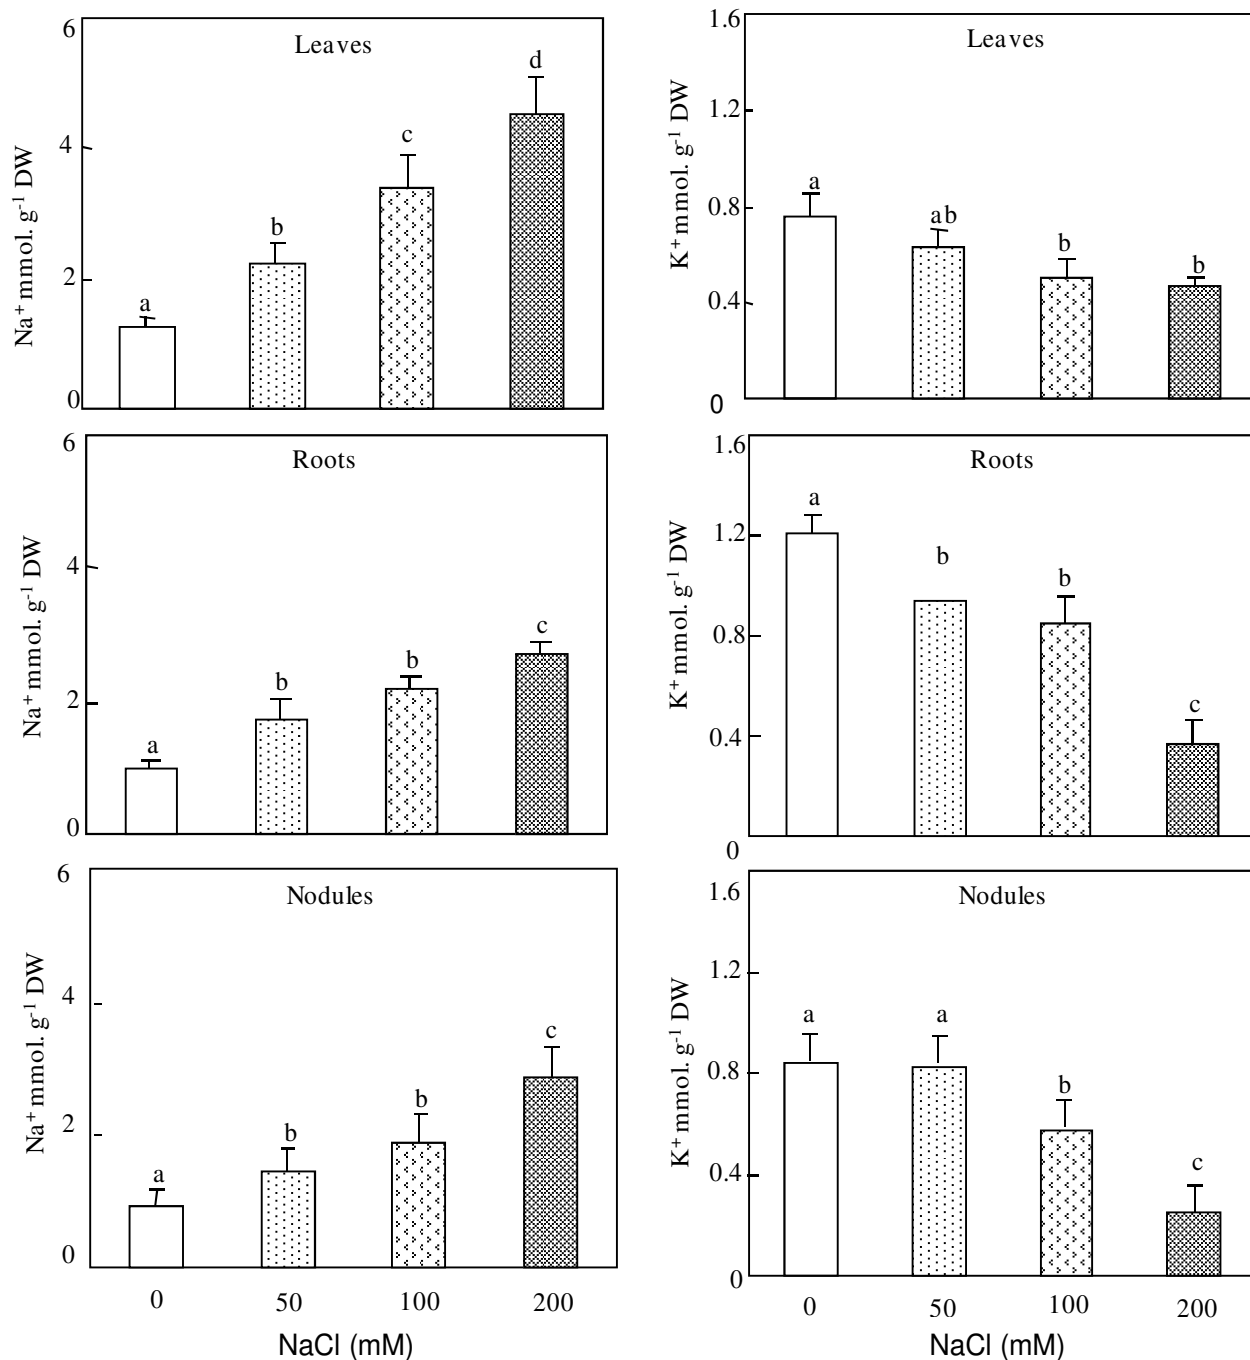 Leaves
Na+ mmol. g-1 DW
6
4
2
0
a
b
c
d
Leaves
K+ mmol. g-1 DW
1.6
1.2
0.8
0.4
0
a
ab
b
b
Roots
Na+ mmol. g-1 DW
6
4
2
0
a
b
b
c
Roots
K+ mmol. g-1 DW
1.6
1.2
0.8
0.4
0
a
b
b
c
Nodules
Na+ mmol. g-1 DW
6
4
2
0
a
b
b
c
0 50 100 200
NaCl (mM)
Nodules
K+ mmol. g-1 DW
1.6
1.2
0.8
0.4
0
a
a
b
c
0 50 100 200
NaCl (mM)